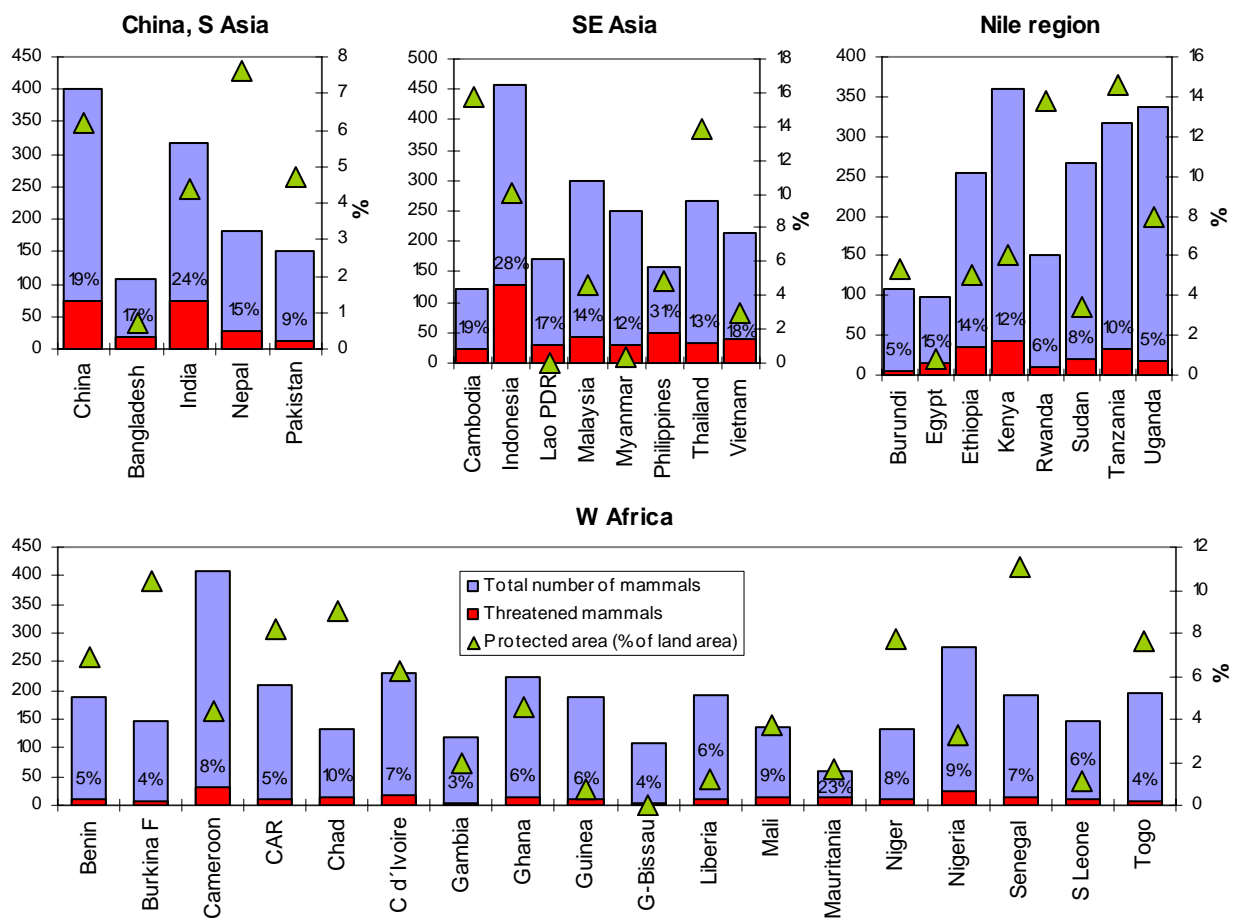 China, S Asia
450
400
350
300
250
200
150
100
50
0
19%
17%
24%
15%
9%
8
7
6
5
4
3
2
1
0
%
China
Bangladesh
India
Nepal
Pakistan
SE Asia
500
450
400
350
300
250
200
150
100
50
0
19%
28%
17%
14%
12%
31%
13%
18%
18
16
14
12
10
8
6
4
2
0
%
Cambodia
Indonesia
Lao PDR
Malaysia
Myanmar
Philippines
Thailand
Vietnam
Nile region
400
350
300
250
200
150
100
50
0
5%
15%
14%
12%
6%
8%
10%
5%
16
14
12
10
8
6
4
2
0
%
Burundi
Egypt
Ethiopia
Kenya
Rwanda
Sudan
Tanzania
Uganda
W Africa
450
400
350
300
250
200
150
100
50
0
Total number of mammals
Threatened mammals
Protected area (% of land area)
5%
4%
8%
5%
10%
7%
3%
6%
6%
4%
6%
9%
23%
8%
9%
7%
6%
4%
12
10
8
6
4
2
0
%
Benin
Burkina F
Cameroon
CAR
Chad
C d'Ivoire
Gambia
Ghana
Guinea
G-Bissau
Liberia
Mali
Mauritania
Niger
Nigeria
Senegal
S Leone
Togo